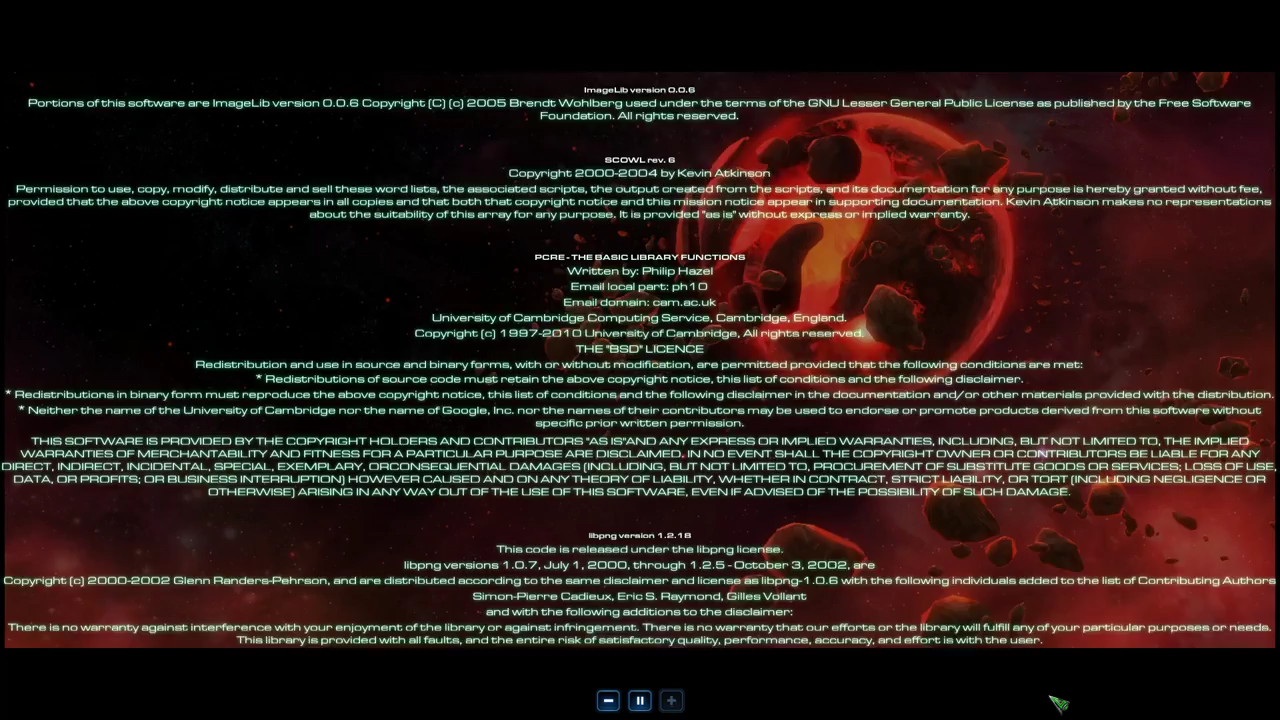 ImageLib version 0.0.6
Portions of this software are ImageLib version 0.0.6 Copyright (C) (c) 2005 Brendt Wohlberg used under the terms of the GNU Lesser General Public License as published by the Free Software
Foundation. All rights reserved.
SCOWL rev. 6
Copyright 2000-2004 by Kevin Atkinson
Permission to use, copy, modify, distribute and sell these word lists, the associated scripts, the output created from the scripts, and its documentation for any purpose is hereby granted without fee,
provided that the above copyright notice appears in all copies and that both that copyright notice and this mission notice appear in supporting documentation. Kevin Atkinson makes no representations
about the suitability of this array for any purpose. It is provided "as is" without express or implied warranty.
PCRE - THE BASIC LIBRARY FUNCTIONS
Written by: Philip Hazel
Email local part: ph10
Email domain: cam.ac.uk
University of Cambridge Computing Service, Cambridge, England.
Copyright (c) 1997-2010 University of Cambridge, All rights reserved.
THE "BSD" LICENCE
Redistribution and use in source and binary forms, with or without modification, are permitted provided that the following conditions are met:
* Redistributions of source code must retain the above copyright notice, this list of conditions and the following disclaimer.
* Redistributions in binary form must reproduce the above copyright notice, this list of conditions and the following disclaimer in the documentation and/or other materials provided with the distribution.
* Neither the name of the University of Cambridge nor the name of Google, Inc. nor the names of their contributors may be used to endorse or promote products derived from this software without
specific prior written permission.
THIS SOFTWARE IS PROVIDED BY THE COPYRIGHT HOLDERS AND CONTRIBUTORS "AS IS"AND ANY EXPRESS OR IMPLIED WARRANTIES, INCLUDING, BUT NOT LIMITED TO, THE IMPLIED
WARRANTIES OF MERCHANTABILITY AND FITNESS FOR A PARTICULAR PURPOSE ARE DISCLAIMED. IN NO EVENT SHALL THE COPYRIGHT OWNER OR CONTRIBUTORS BE LIABLE FOR ANY
DIRECT, INDIRECT, INCIDENTAL, SPECIAL, EXEMPLARY, ORCONSEQUENTIAL DAMAGES (INCLUDING, BUT NOT LIMITED TO, PROCUREMENT OF SUBSTITUTE GOODS OR SERVICES; LOSS OF USE,
DATA, OR PROFITS; OR BUSINESS INTERRUPTION) HOWEVER CAUSED AND ON ANY THEORY OF LIABILITY, WHETHER IN CONTRACT, STRICT LIABILITY, OR TORT (INCLUDING NEGLIGENCE OR
OTHERWISE) ARISING IN ANY WAY OUT OF THE USE OF THIS SOFTWARE, EVEN IF ADVISED OF THE POSSIBILITY OF SUCH DAMAGE.
libpng version 1.2.18
This code is released under the libpng license.
libpng versions 1.0.7, July 1, 2000, through 1.2.5 - October 3, 2002, are
Copyright (c) 2000-2002 Glenn Randers-Pehrson, and are distributed according to the same disclaimer and license as libpng-1.0.6 with the following individuals added to the list of Contributing Authors
Simon-Pierre Cadieux, Eric S. Raymond, Gilles Vollant
and with the following additions to the disclaimer:
There is no warranty against interference with your enjoyment of the library or against infringement. There is no warranty that our efforts or the library will fulfill any of your particular purposes or needs.
This library is provided with all faults, and the entire risk of satisfactory quality, performance, accuracy, and effort is with the user.